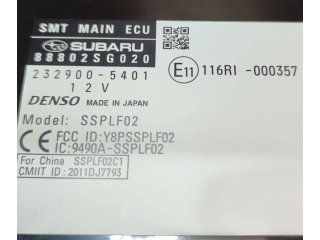 SMT MAIN ECU
SUBARU
88802SG020
232900-5401
12V
DENSO MADE IN JAPAN
E11 116RI -000357
Model: SSPLF02
CE FCC ID:Y8PSSPLF02
IC:9490A-SSPLF02
For China SSPLF02C1
CMIIT ID: 2011DJ7793